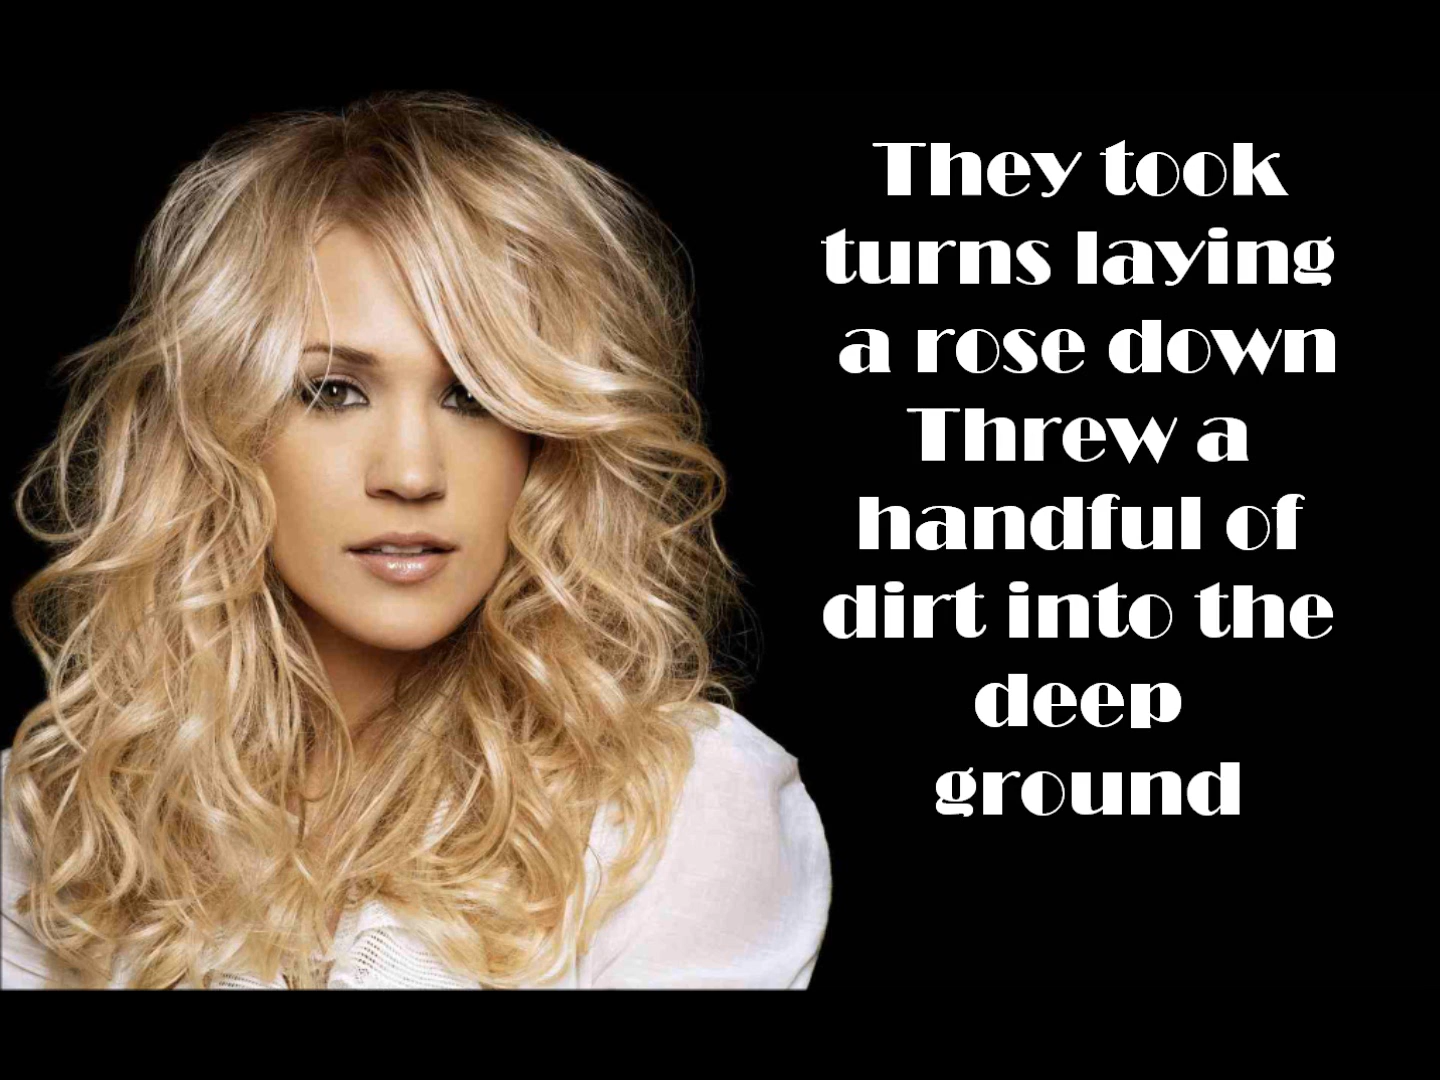 They took
turns laying
a rose down
Threw a
handful of
dirt into the
deep
ground